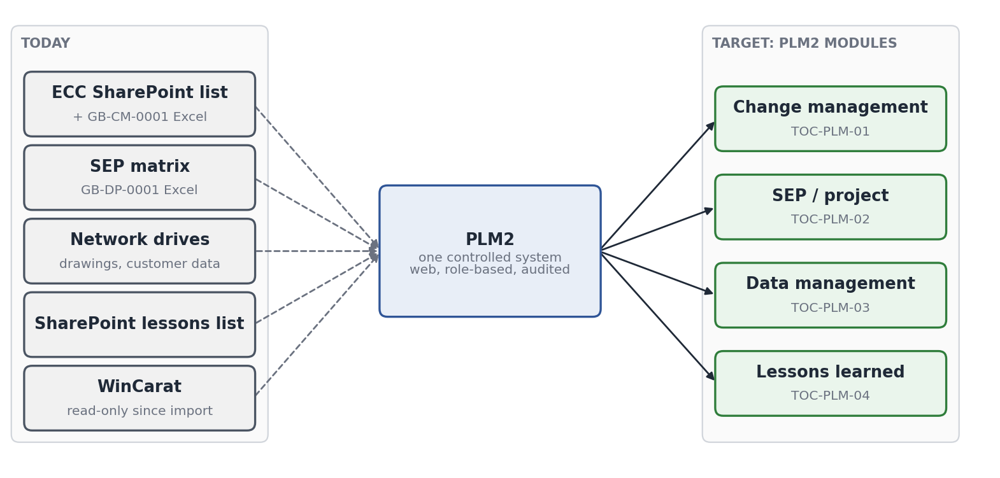 TODAY
ECC SharePoint list
+ GB-CM-0001 Excel
SEP matrix
GB-DP-0001 Excel
Network drives
drawings, customer data
SharePoint lessons list
WinCarat
read-only since import
PLM2
one controlled system
web, role-based, audited
TARGET: PLM2 MODULES
Change management
TOC-PLM-01
SEP / project
TOC-PLM-02
Data management
TOC-PLM-03
Lessons learned
TOC-PLM-04